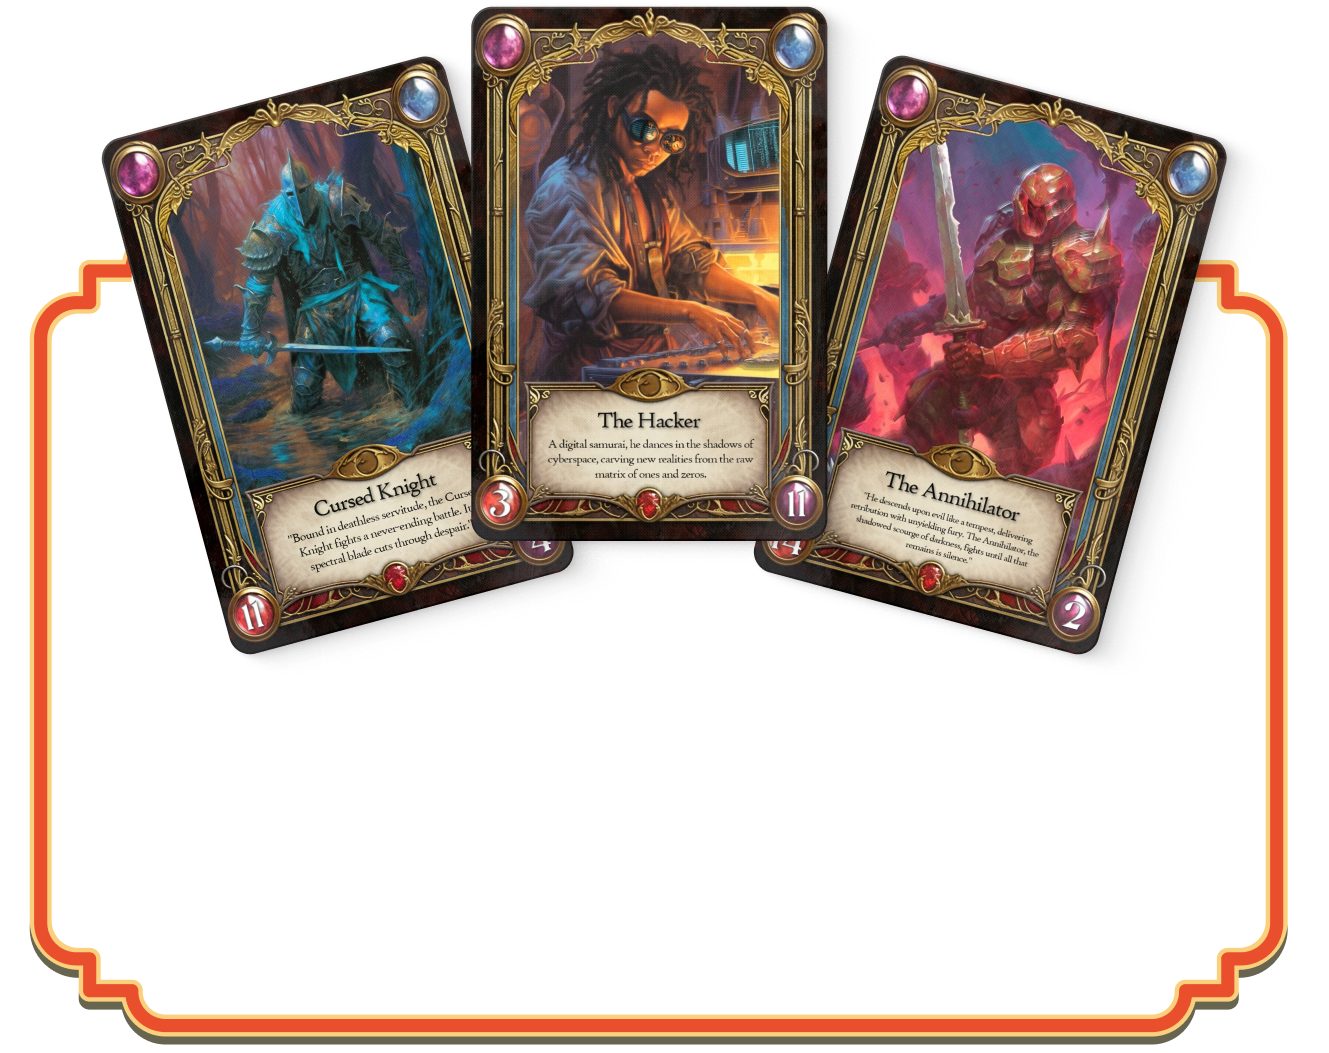 Cursed Knight
"Bound in deathless servitude, the
Knight fights a never-ending battle.
spectral blade cuts through despair."
11
4
The Hacker
A digital samurai, he dances in the shadows of
cyberspace, carving new realities from the raw
matrix of ones and zeros.
3
11
The Annihilator
"He descends upon evil like a tempest, delivering
retribution with unyielding fury. The Annihilator, the
shadowed scourge of darkness, fights until all that
remains is silence."
14
2